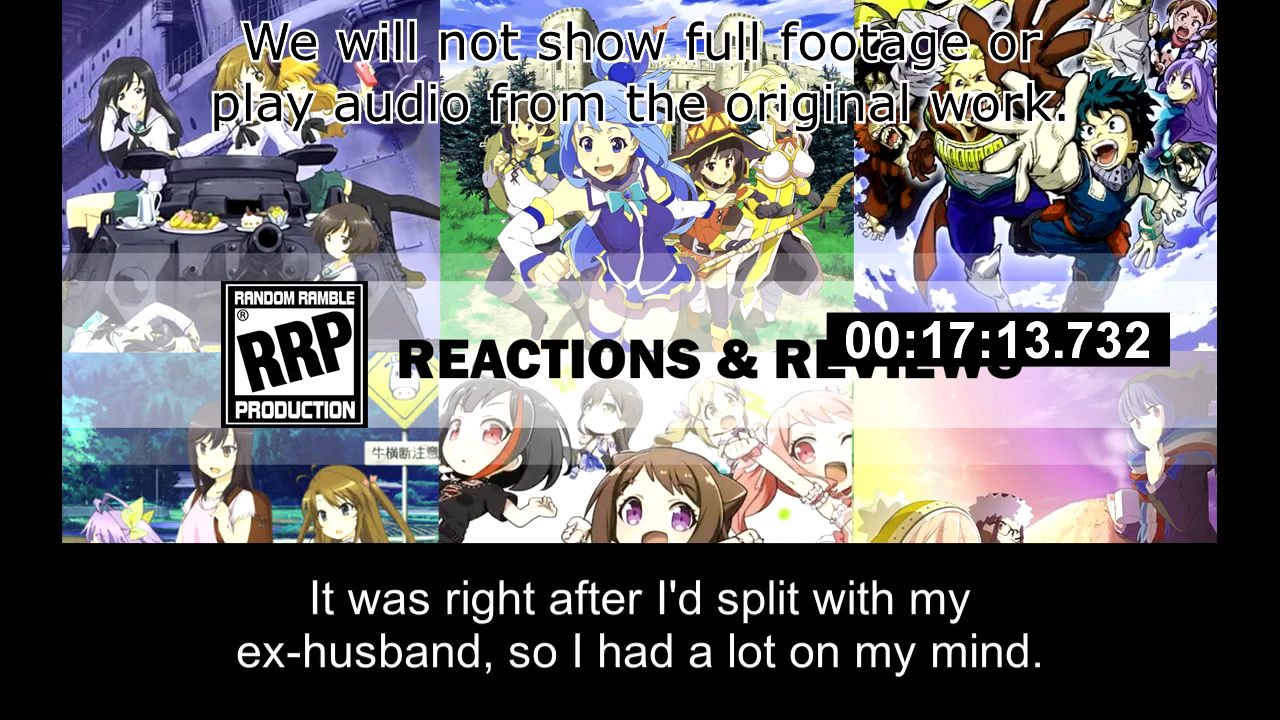 We will not show full footage or
play audio from the original work.
RANDOM RAMBLE
®
RRP
PRODUCTION
REACTIONS & REVIEWS
00:17:13.732
牛横断注意
It was right after I'd split with my
ex-husband, so I had a lot on my mind.